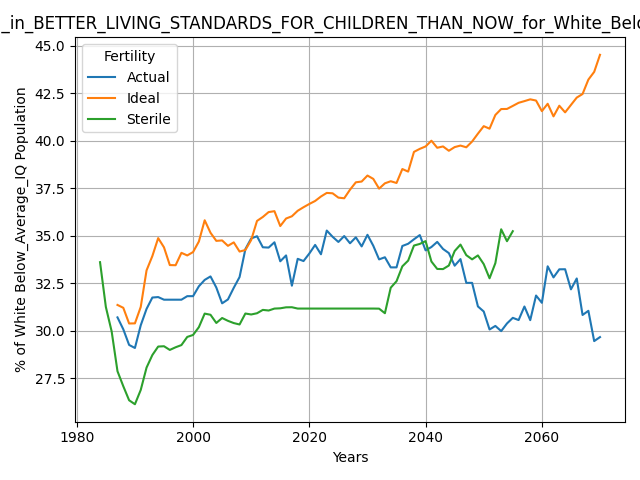 _in_BETTER_LIVING_STANDARDS_FOR_CHILDREN_THAN_NOW_for_White_Belo
45.0
42.5
40.0
37.5
35.0
32.5
30.0
27.5
% of White Below_Average_IQ Population
Fertility
Actual
Ideal
Sterile
1980
2000
2020
2040
2060
Years